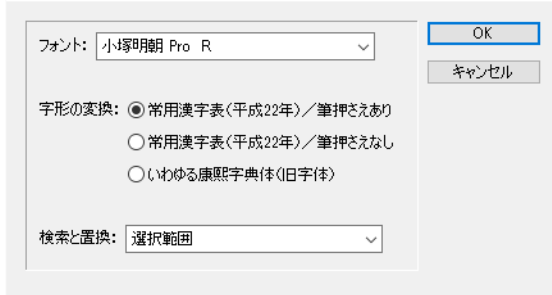 フォント: 小塚明朝 Pro R
OK
キャンセル
字形の変換: 常用漢字表(平成22年)／筆押さえあり
常用漢字表(平成22年)／筆押さえなし
いわゆる康熙字典体(旧字体)
検索と置換: 選択範囲